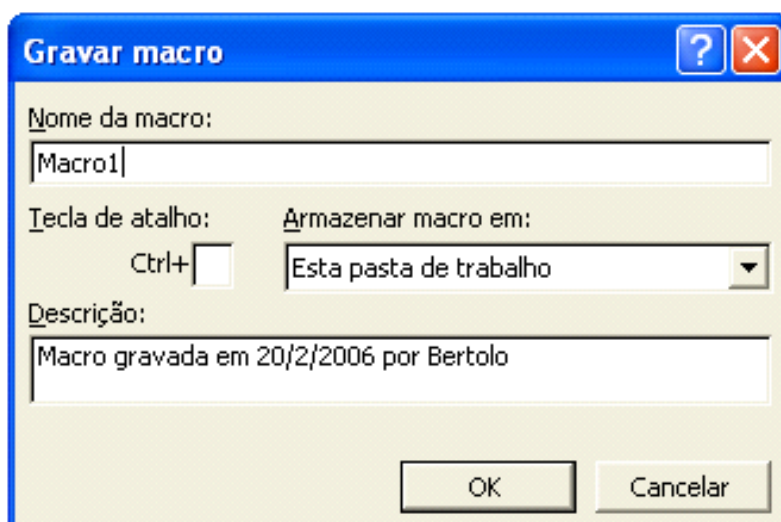 Gravar macro
Nome da macro:
Macro1
Tecla de atalho: Armazenar macro em:
Ctrl+ Esta pasta de trabalho
Descrição:
Macro gravada em 20/2/2006 por Bertolo
OK Cancelar